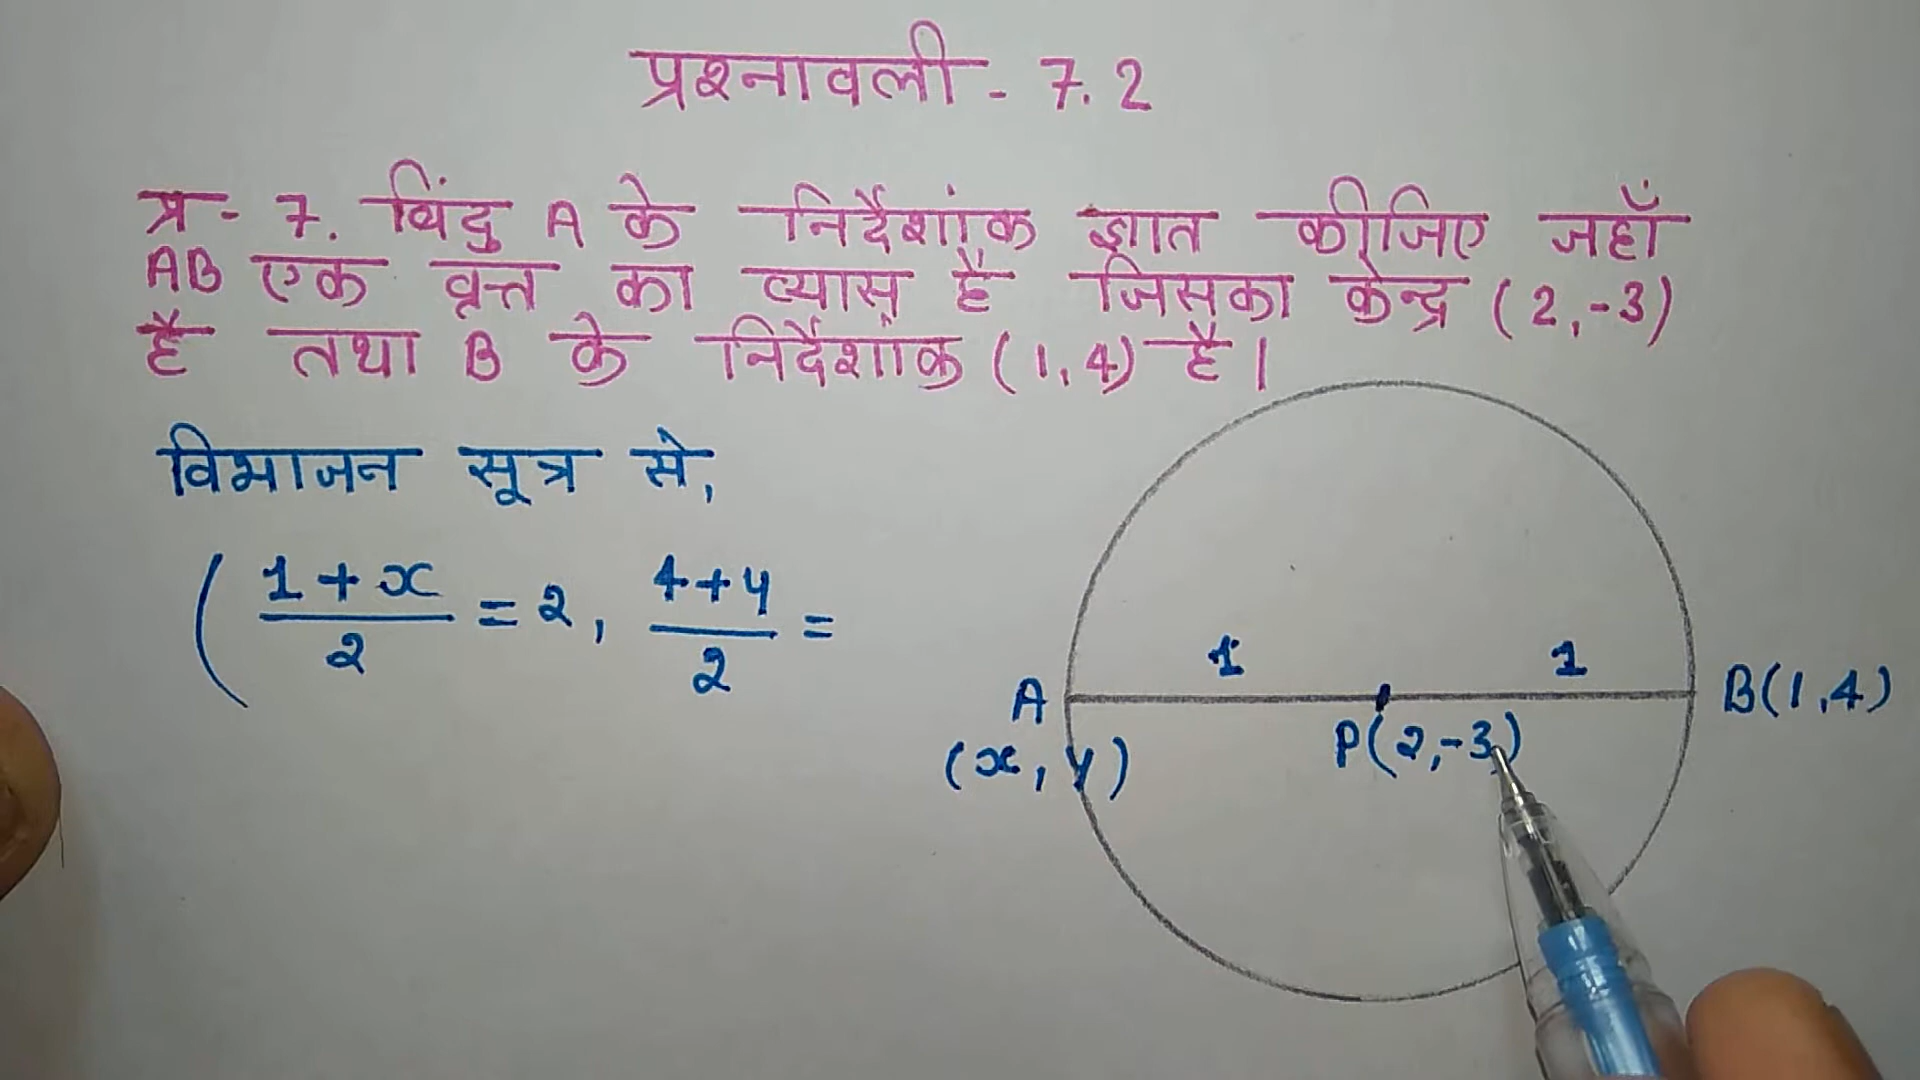 प्रश्नावली - 7.2
प्र- 7. बिंदु A के निर्देशांक ज्ञात कीजिए जहाँ
AB एक वृत्त का व्यास है जिसका केन्द्र (2,-3)
है तथा B के निर्देशांक (1,4) है।
विभाजन सूत्र से,
( (1+x)/2 = 2, (4+y)/2 =
1 1
A B(1,4)
(x, y) P(2,-3)